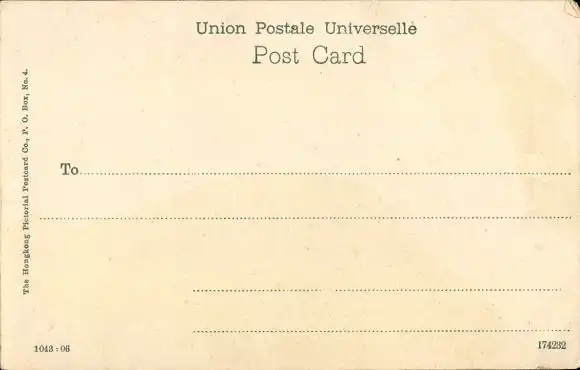 Union Postale Universelle
Post Card
The Hongkong Pictorial Postcard Co., P. O. Box, No. 4.
To
1043 : 06
174232